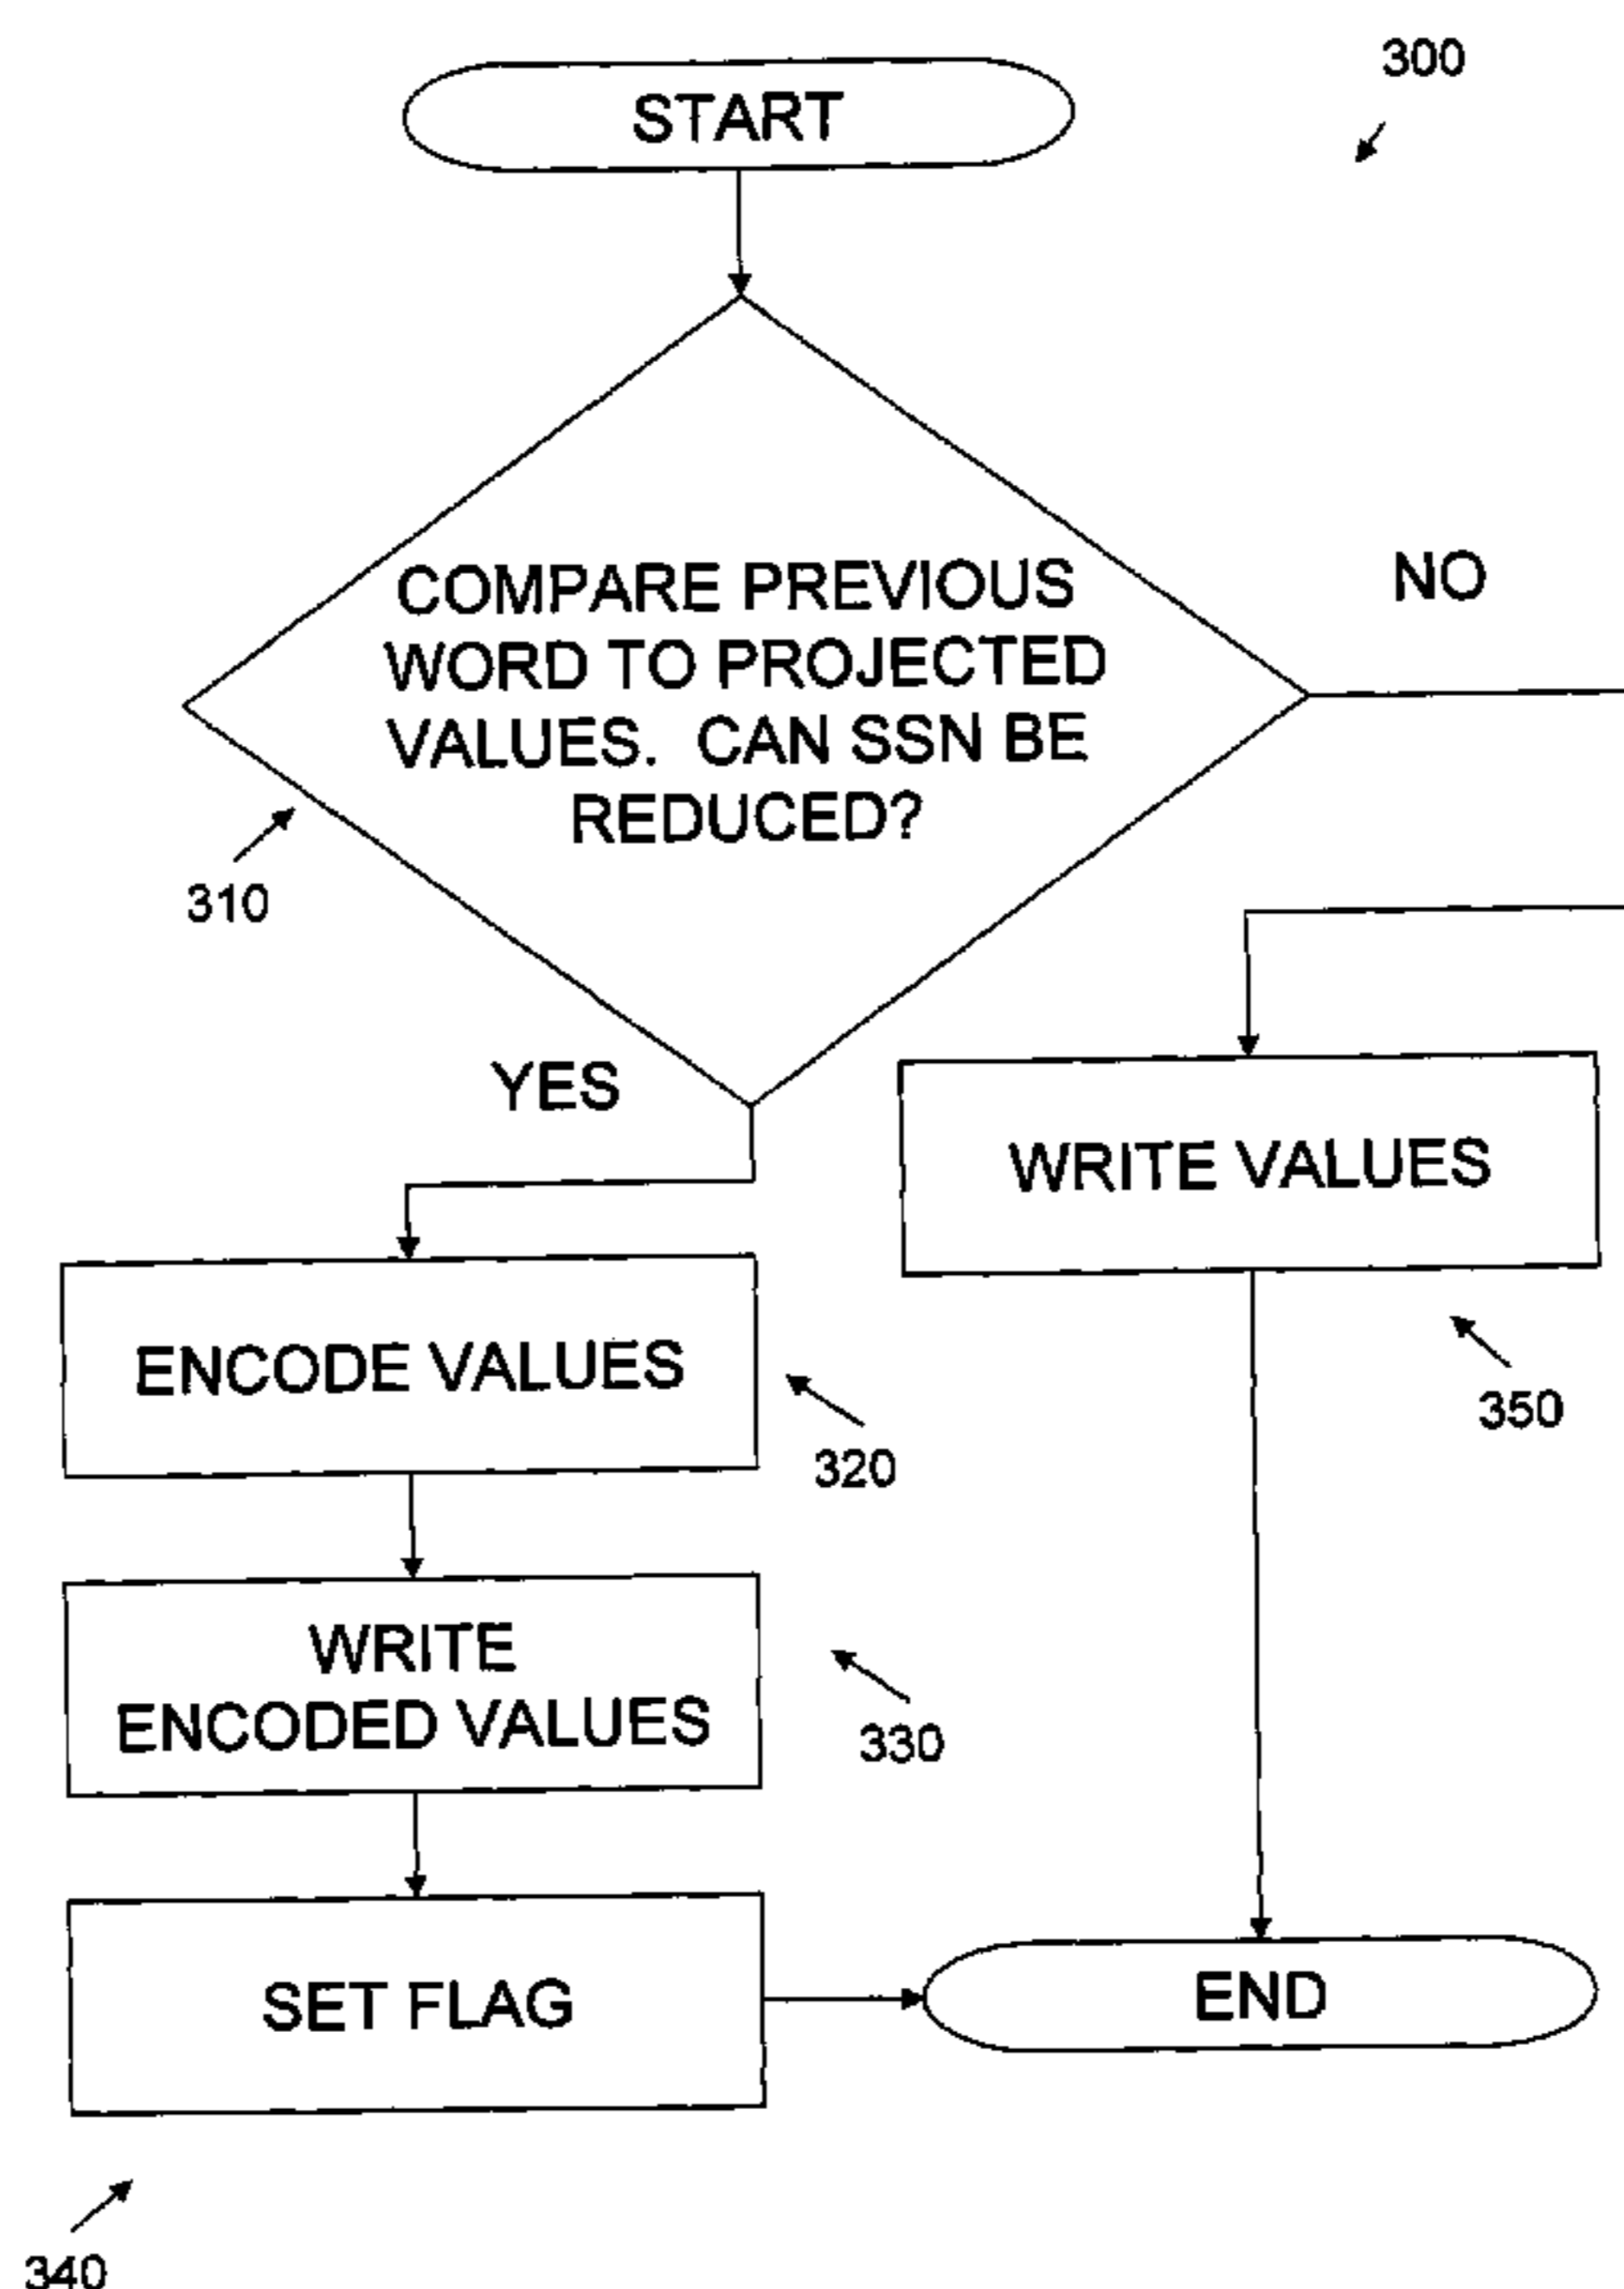 300
START
COMPARE PREVIOUS
WORD TO PROJECTED
VALUES. CAN SSN BE
REDUCED?
NO
310
YES
WRITE VALUES
350
ENCODE VALUES
320
WRITE
ENCODED VALUES
330
SET FLAG
END
340